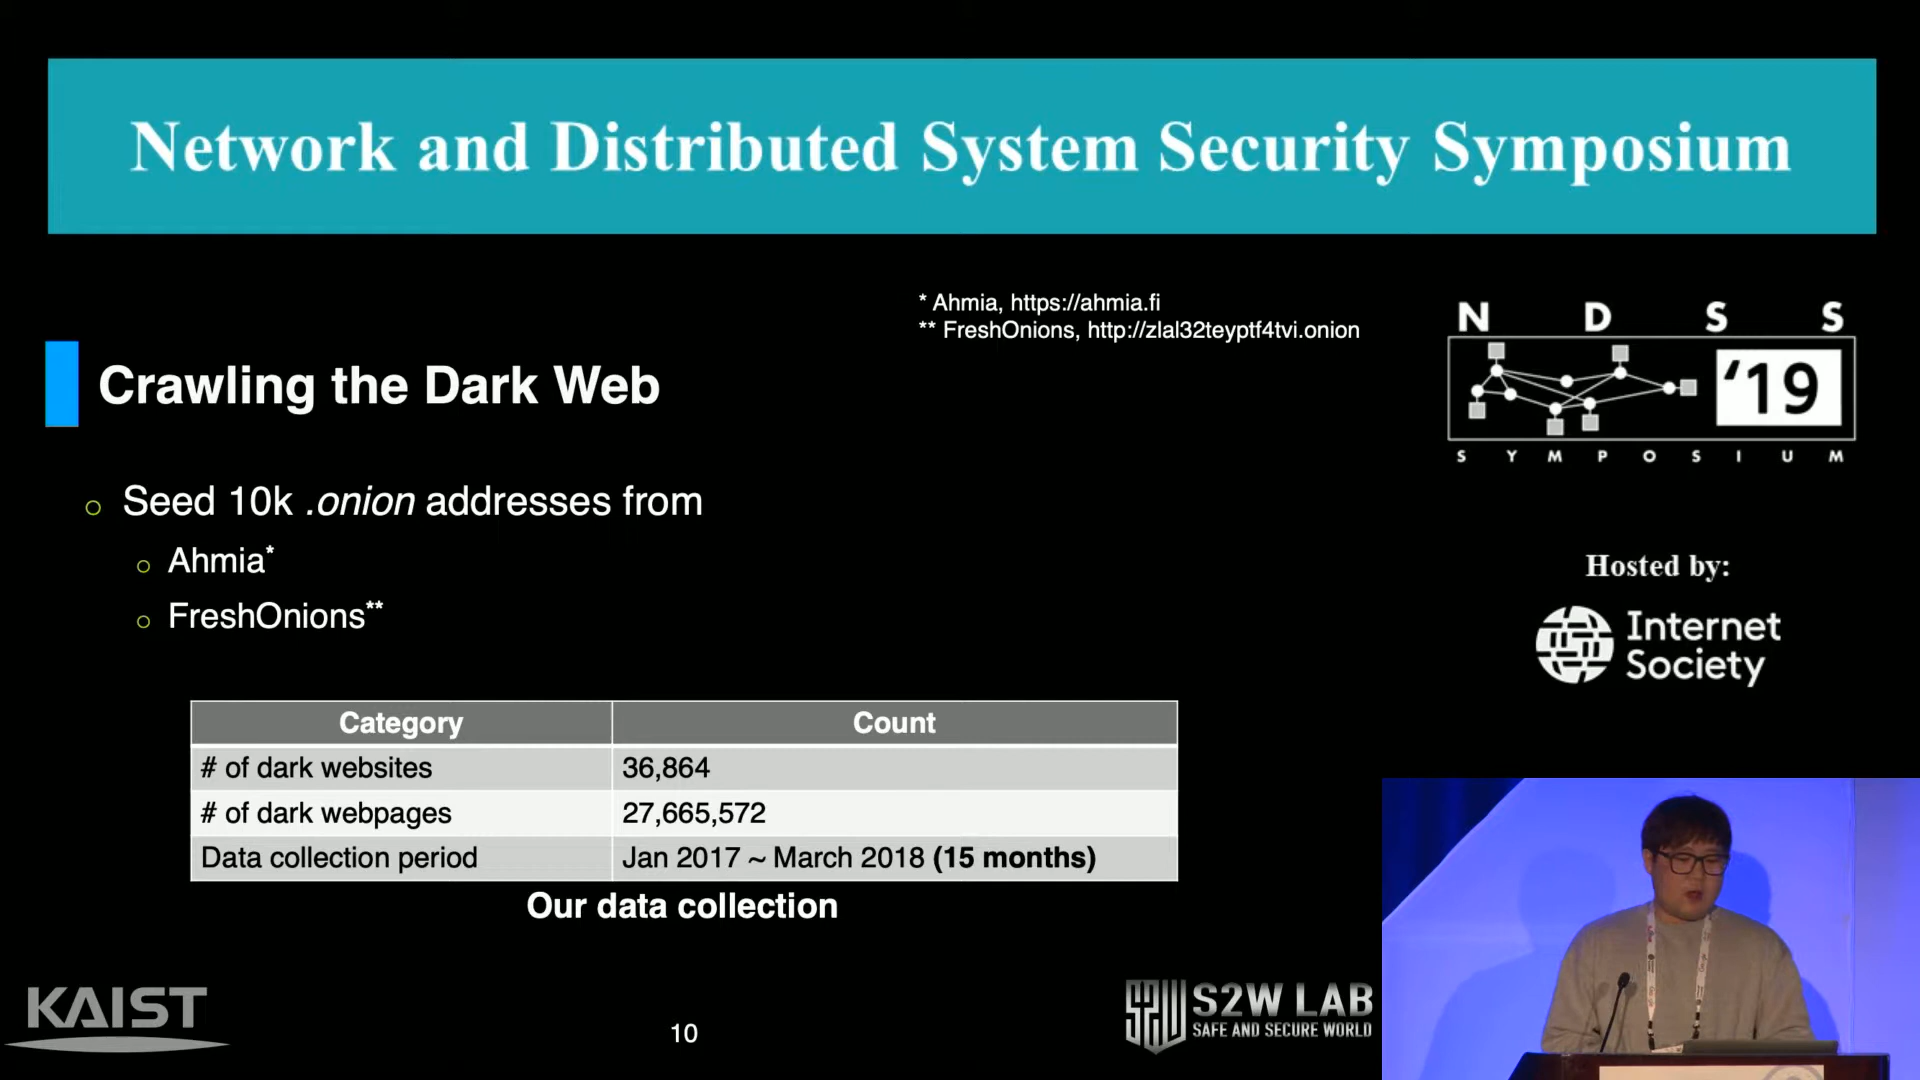 Network and Distributed System Security Symposium
* Ahmia, https://ahmia.fi
** FreshOnions, http://zlal32teyptf4tvi.onion
N D S S
'19
S Y M P O S I U M
Crawling the Dark Web
Seed 10k .onion addresses from
Ahmia*
FreshOnions**
Hosted by:
Internet
Society
Category Count
# of dark websites 36,864
# of dark webpages 27,665,572
Data collection period Jan 2017 ~ March 2018 (15 months)
Our data collection
KAIST
10
S2W LAB
SAFE AND SECURE WORLD